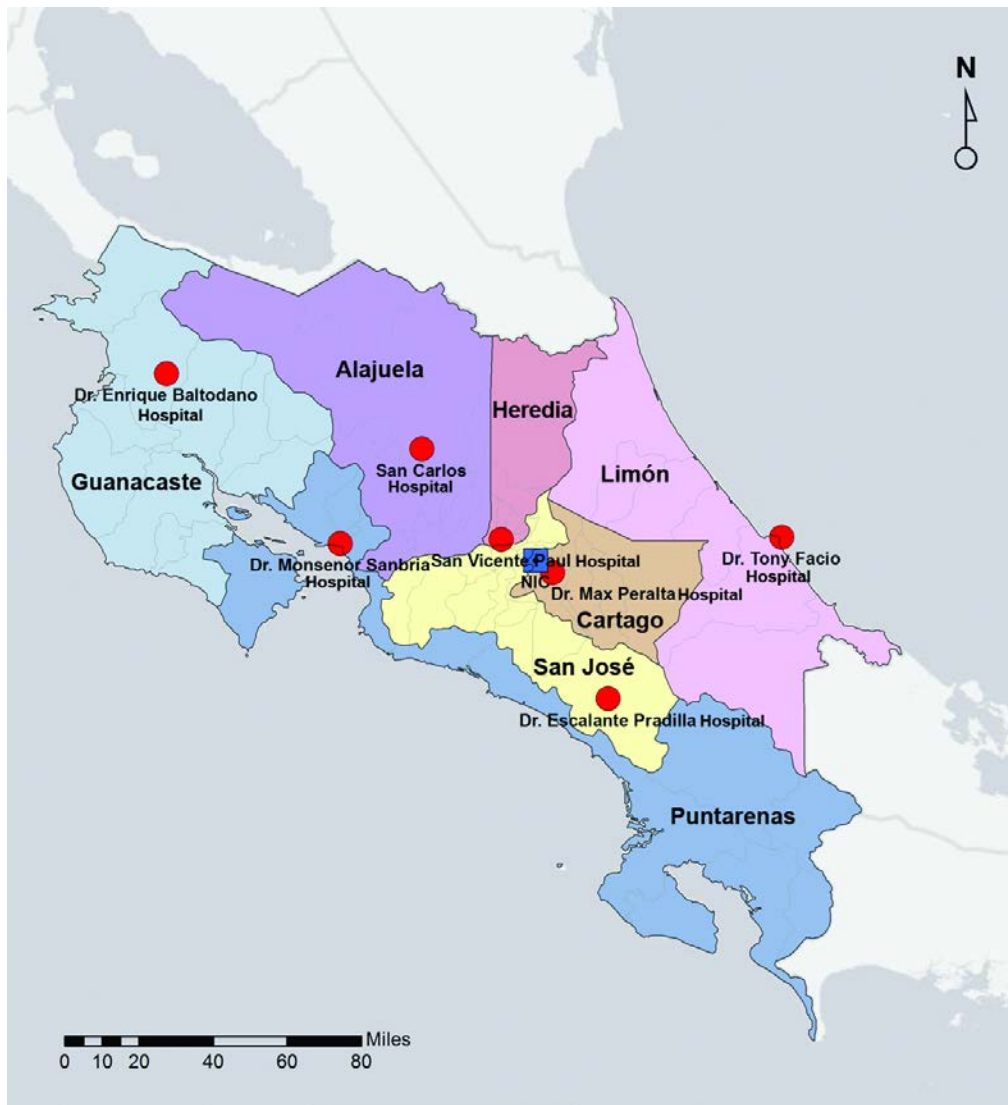 N
Alajuela
Dr. Enrique Baltodano
Hospital
Heredia
Guanacaste
San Carlos
Hospital
Limón
Dr. Monsenor Sanbria
Hospital
San Vicente Paul Hospital
NIC
Dr. Tony Facio
Hospital
Dr. Max Peralta Hospital
Cartago
San José
Dr. Escalante Pradilla Hospital
Puntarenas
Miles
0 10 20 40 60 80